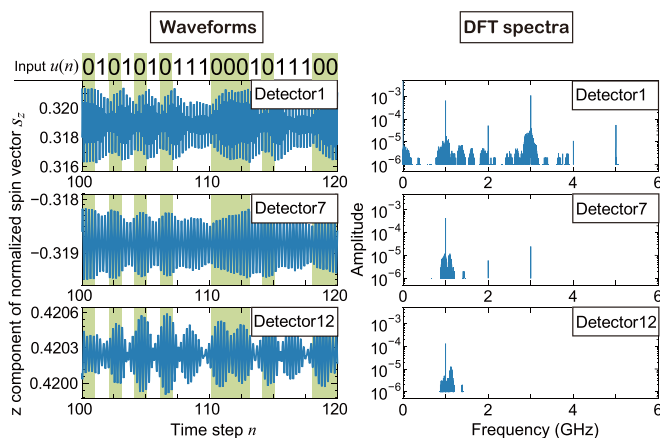 Waveforms DFT spectra
Input u(n) 01010101110001011100
Detector1
0.320
0.318
0.316
100 110 120
Detector1
10⁻³
10⁻⁴
10⁻⁵
10⁻⁶
0 2 4 6
z component of normalized spin vector s_z
Detector7
−0.318
−0.319
100 110 120
Amplitude
Detector7
10⁻³
10⁻⁴
10⁻⁵
10⁻⁶
0 2 4 6
Detector12
0.4206
0.4203
0.4200
100 110 120
Time step n
Detector12
10⁻³
10⁻⁴
10⁻⁵
10⁻⁶
0 2 4 6
Frequency (GHz)